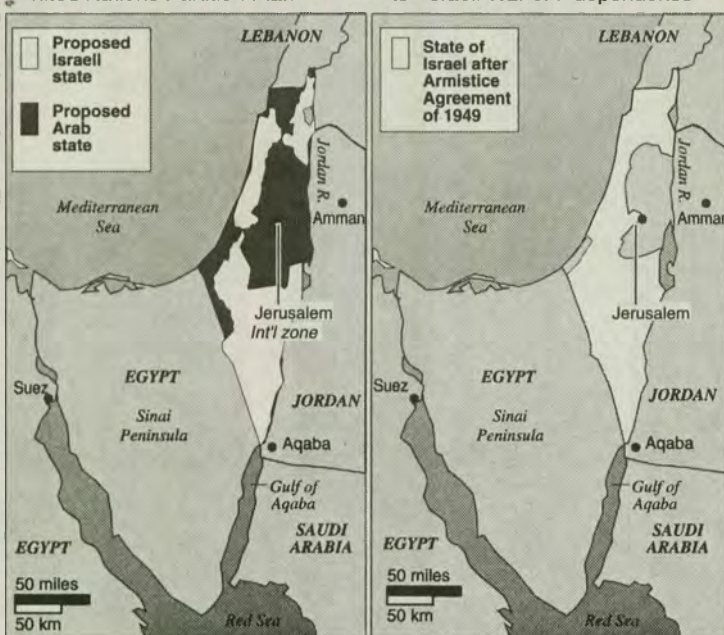 Proposed
Israeli
state
Proposed
Arab
state
LEBANON
Jordan R.
Mediterranean
Sea
Amman
Jerusalem
Int'l zone
EGYPT
Suez
Sinai
Peninsula
JORDAN
Aqaba
Gulf of
Aqaba
EGYPT
SAUDI
ARABIA
50 miles
50 km
Red Sea
State of
Israel after
Armistice
Agreement
of 1949
LEBANON
Jordan R.
Mediterranean
Sea
Amman
Jerusalem
EGYPT
Suez
Sinai
Peninsula
JORDAN
Aqaba
Gulf of
Aqaba
EGYPT
SAUDI
ARABIA
50 miles
50 km
Red Sea